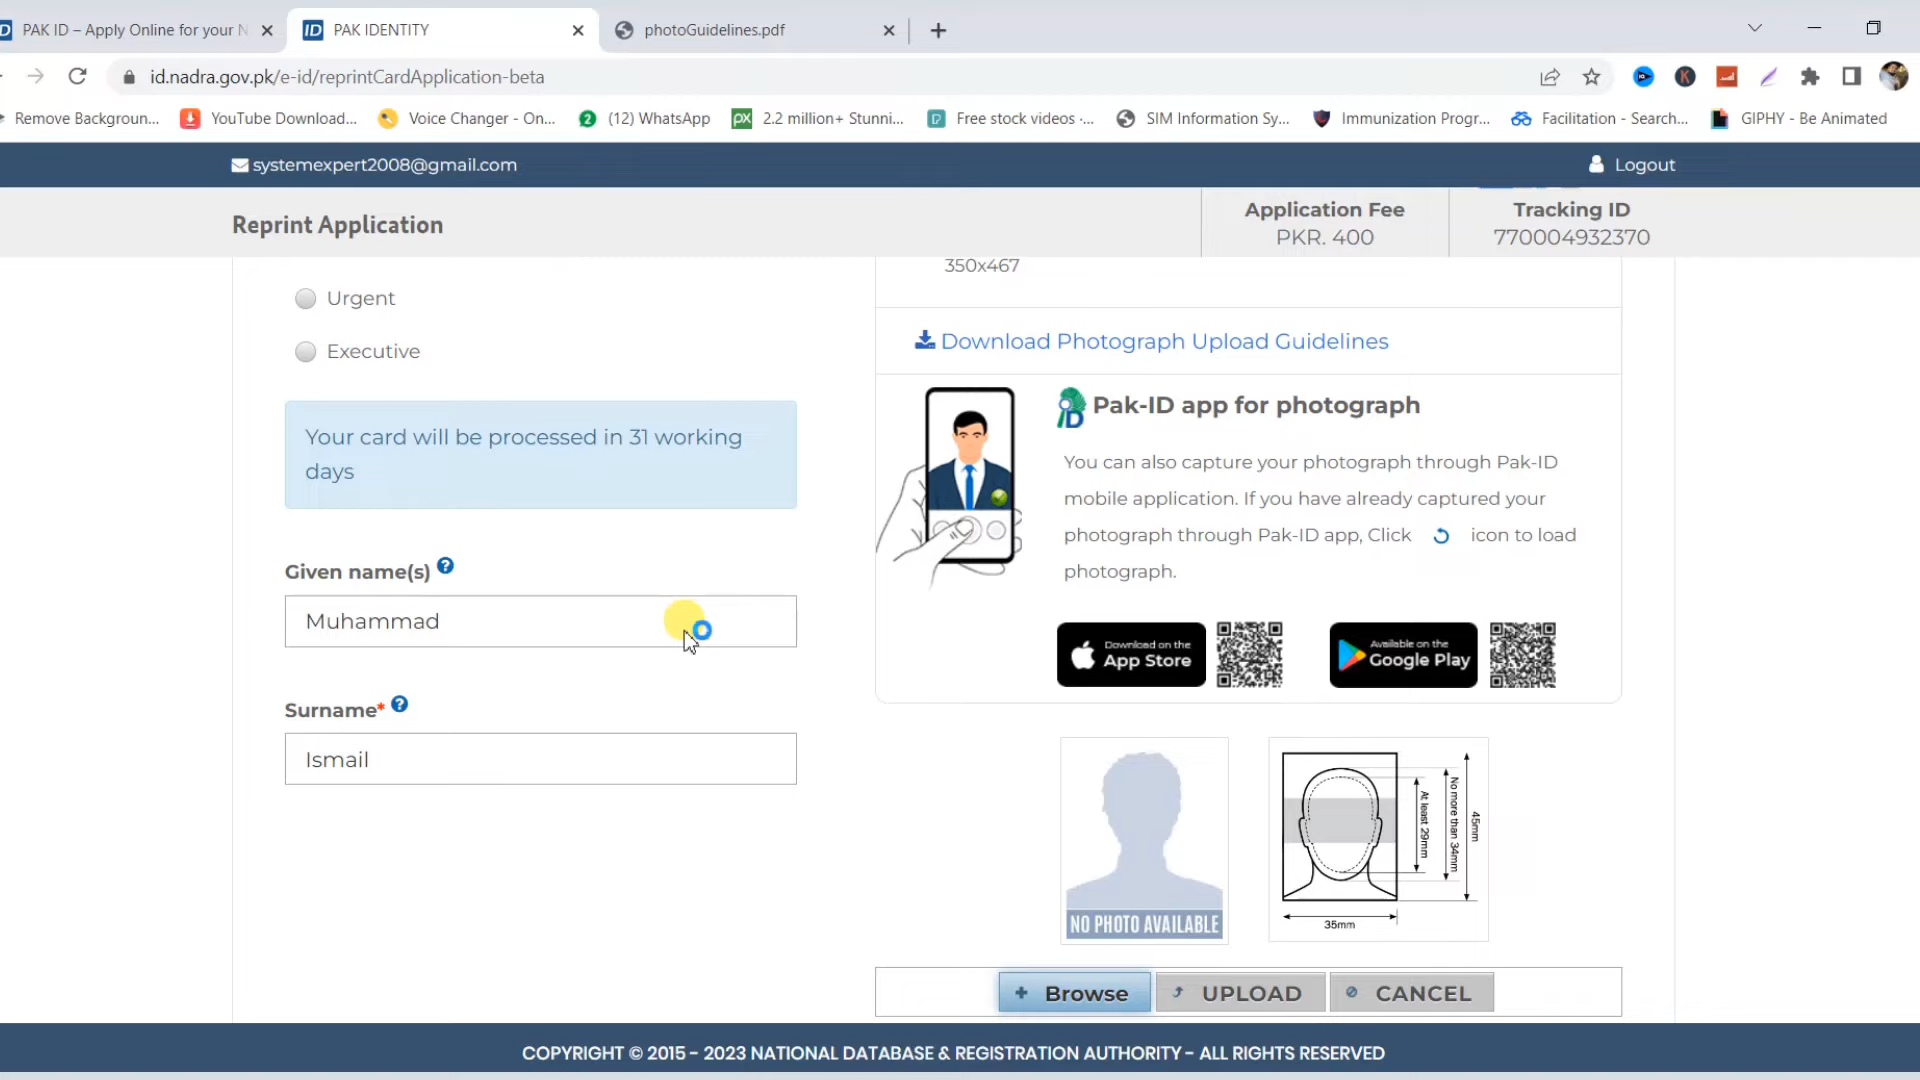 PAK ID – Apply Online for your N
PAK IDENTITY
photoGuidelines.pdf
id.nadra.gov.pk/e-id/reprintCardApplication-beta
Remove Backgroun...
YouTube Download...
Voice Changer - On...
(12) WhatsApp
2.2 million+ Stunni...
Free stock videos ·...
SIM Information Sy...
Immunization Progr...
Facilitation - Search...
GIPHY - Be Animated
systemexpert2008@gmail.com
Logout
Reprint Application
Application Fee
PKR. 400
Tracking ID
770004932370
Urgent
Executive
Your card will be processed in 31 working
days
Given name(s)
Muhammad
Surname*
Ismail
350x467
Download Photograph Upload Guidelines
Pak-ID app for photograph
You can also capture your photograph through Pak-ID
mobile application. If you have already captured your
photograph through Pak-ID app, Click icon to load
photograph.
Download on the
App Store
Available on the
Google Play
NO PHOTO AVAILABLE
At least 29mm
No more than 34mm
45mm
35mm
Browse
UPLOAD
CANCEL
COPYRIGHT © 2015 - 2023 NATIONAL DATABASE & REGISTRATION AUTHORITY - ALL RIGHTS RESERVED